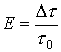 E = Δτ / τ₀